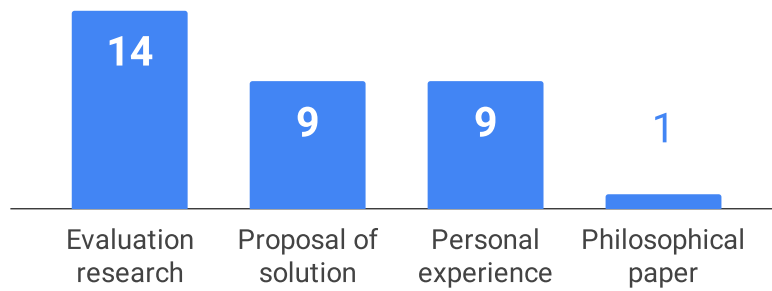 14
9
9
1
Evaluation
research
Proposal of
solution
Personal
experience
Philosophical
paper